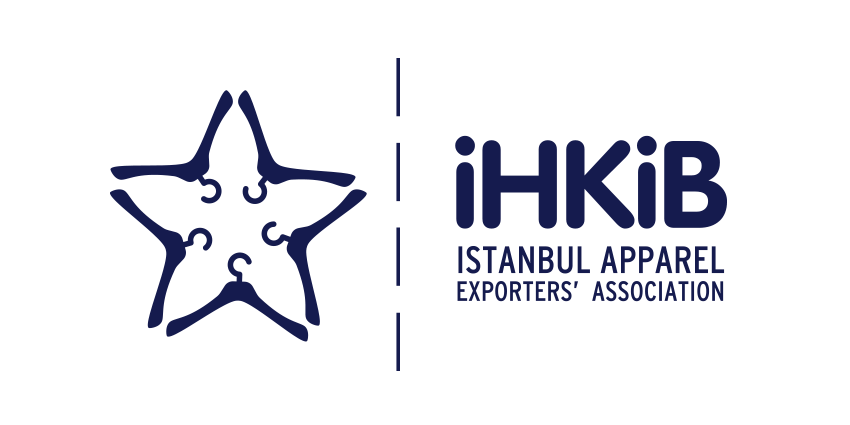 iHKiB
ISTANBUL APPAREL
EXPORTERS' ASSOCIATION